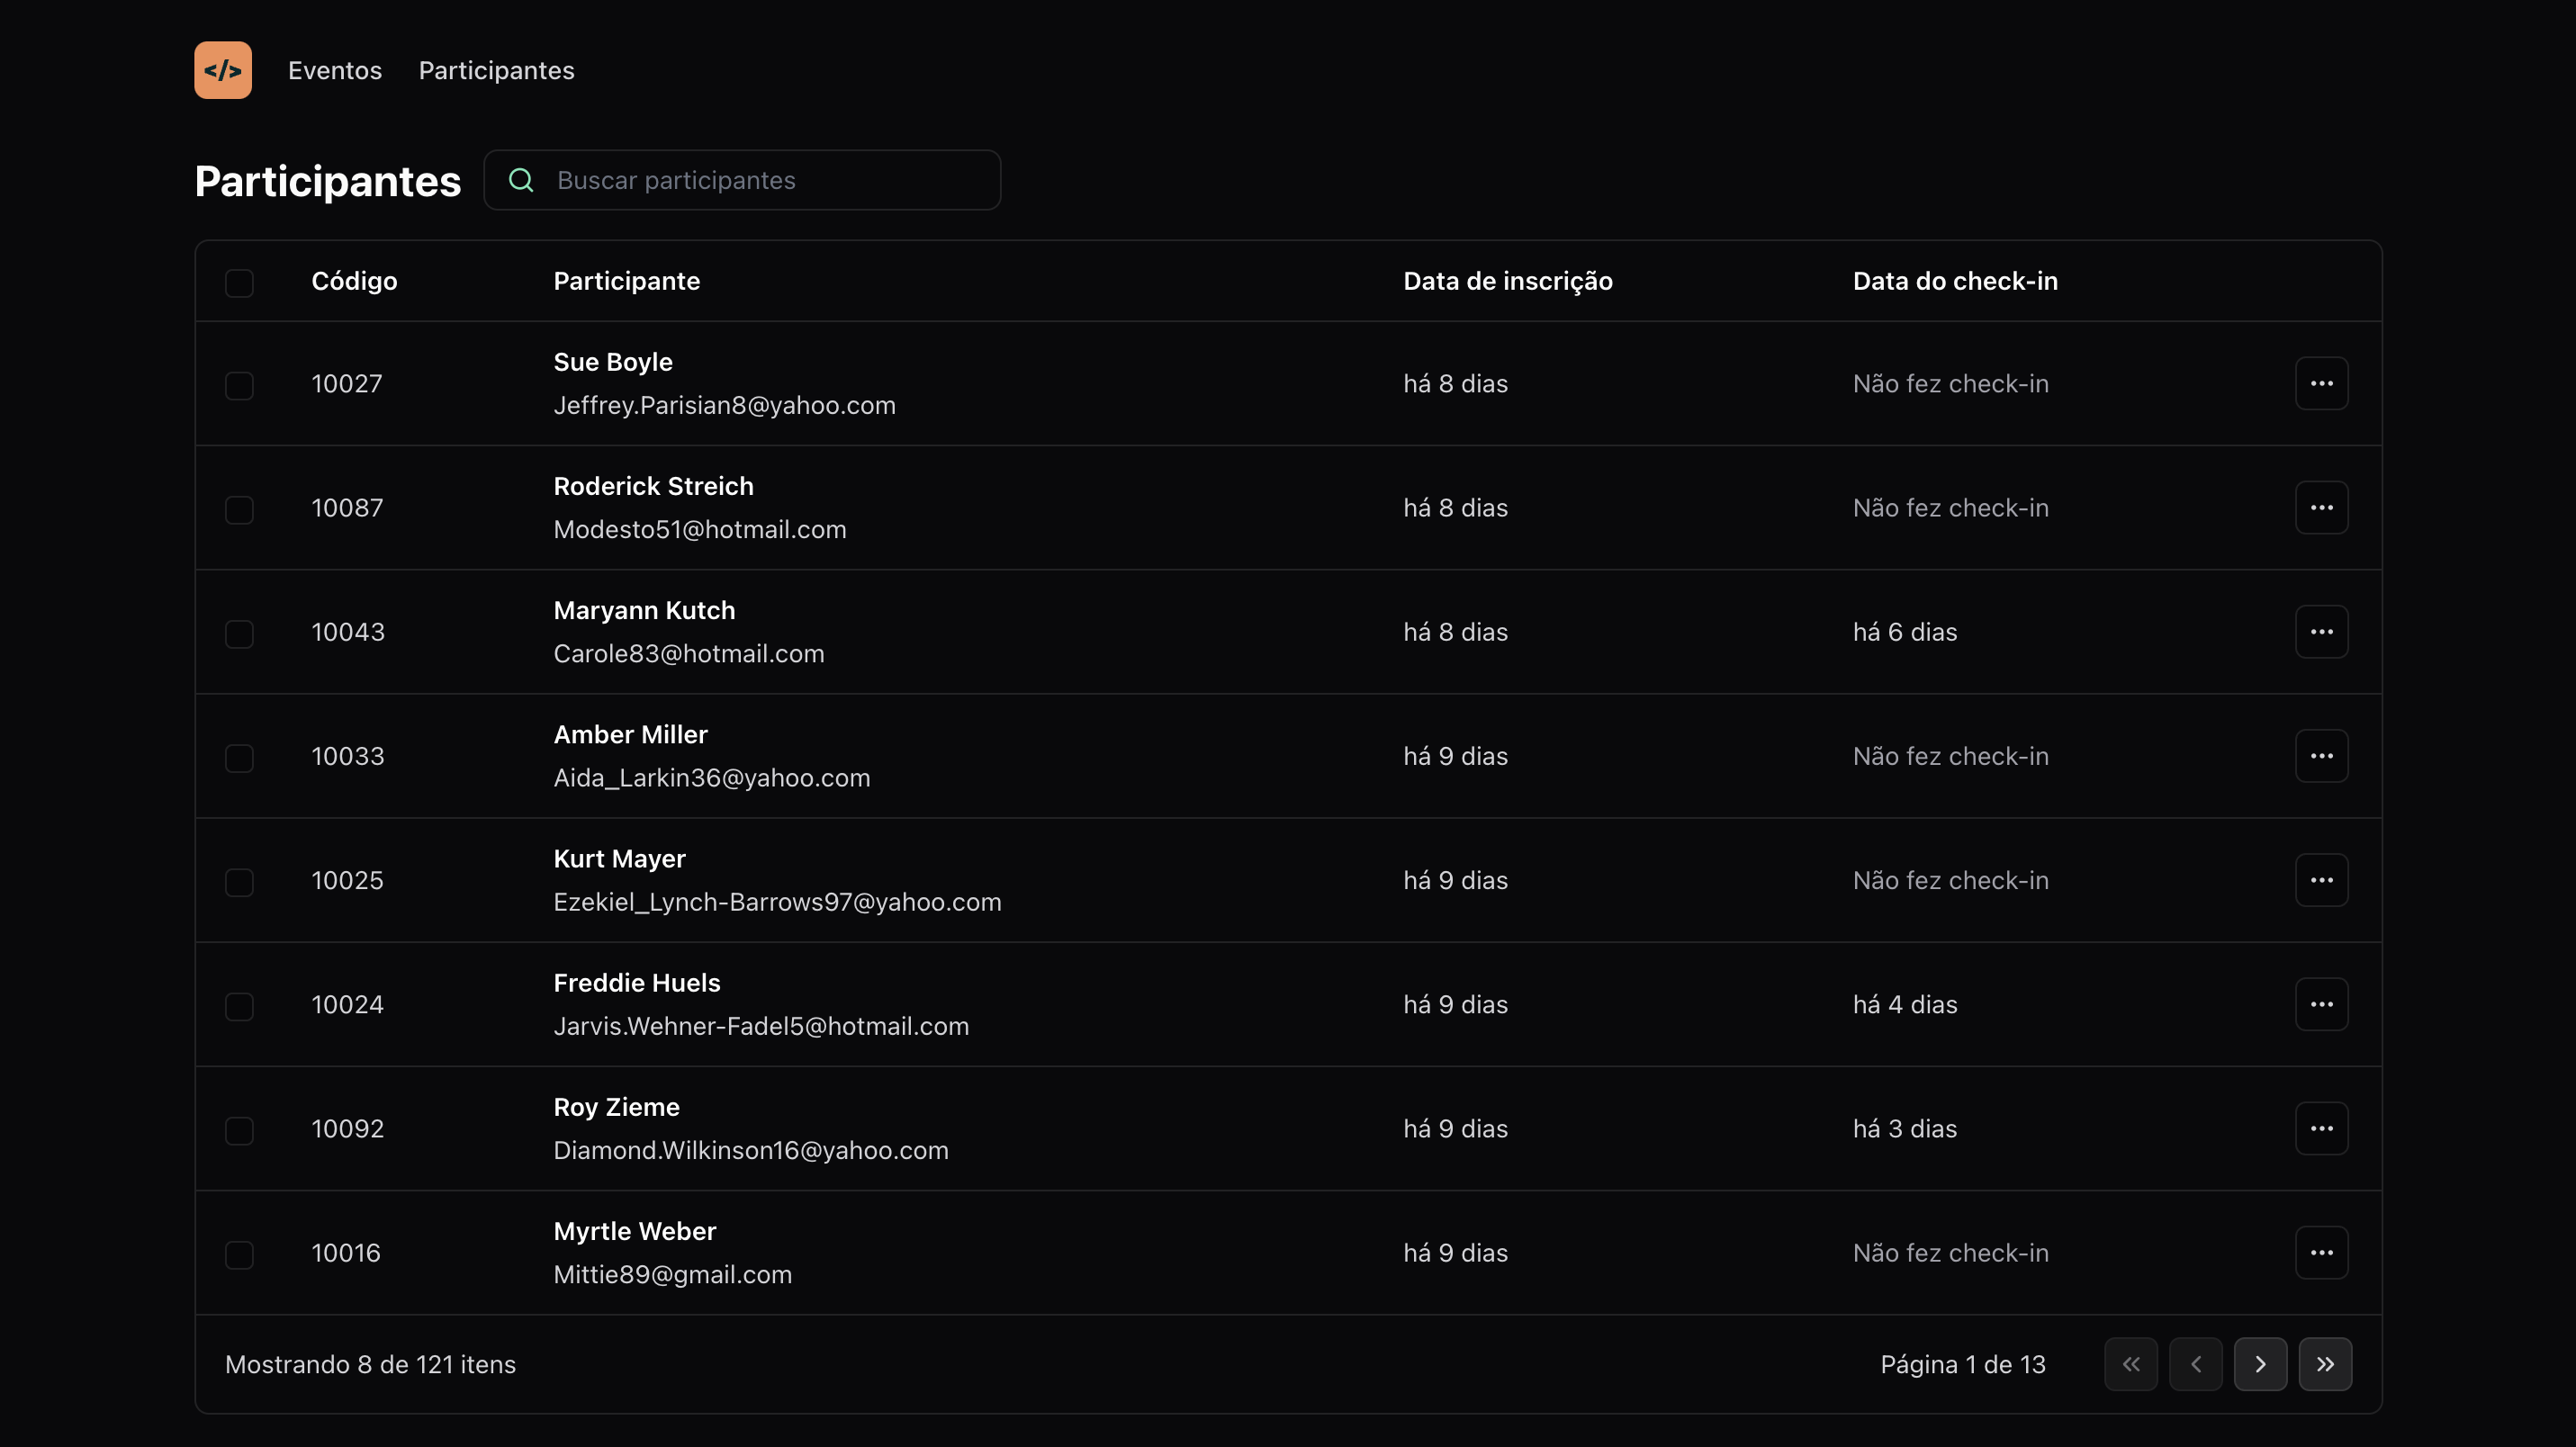 </> Eventos Participantes
Participantes Buscar participantes
Código Participante Data de inscrição Data do check-in
Sue Boyle
10027 há 8 dias Não fez check-in
Jeffrey.Parisian8@yahoo.com
Roderick Streich
10087 há 8 dias Não fez check-in
Modesto51@hotmail.com
Maryann Kutch
10043 há 8 dias há 6 dias
Carole83@hotmail.com
Amber Miller
10033 há 9 dias Não fez check-in
Aida_Larkin36@yahoo.com
Kurt Mayer
10025 há 9 dias Não fez check-in
Ezekiel_Lynch-Barrows97@yahoo.com
Freddie Huels
10024 há 9 dias há 4 dias
Jarvis.Wehner-Fadel5@hotmail.com
Roy Zieme
10092 há 9 dias há 3 dias
Diamond.Wilkinson16@yahoo.com
Myrtle Weber
10016 há 9 dias Não fez check-in
Mittie89@gmail.com
Mostrando 8 de 121 itens Página 1 de 13